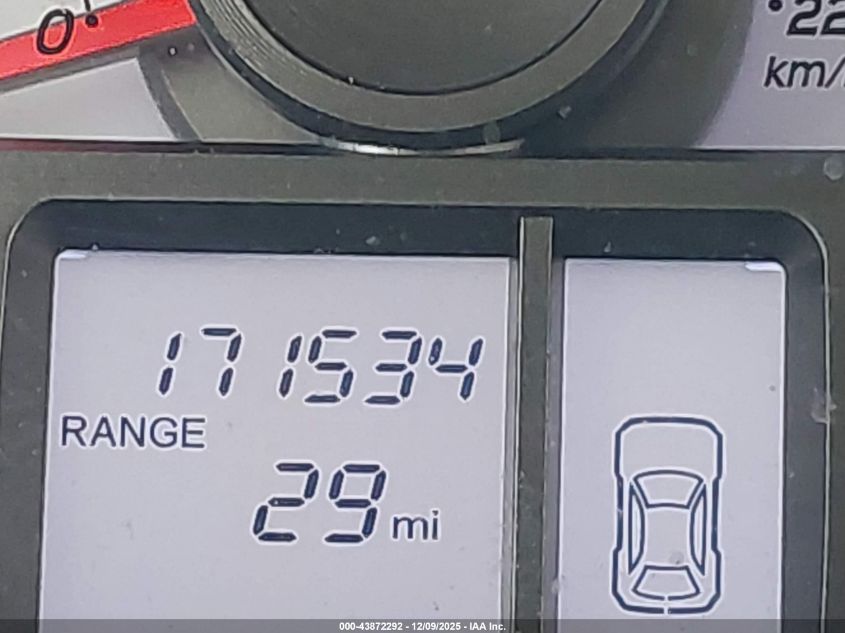 0
22
km/
171534
RANGE
29 mi
000-43872292 - 12/09/2025 - IAA Inc.